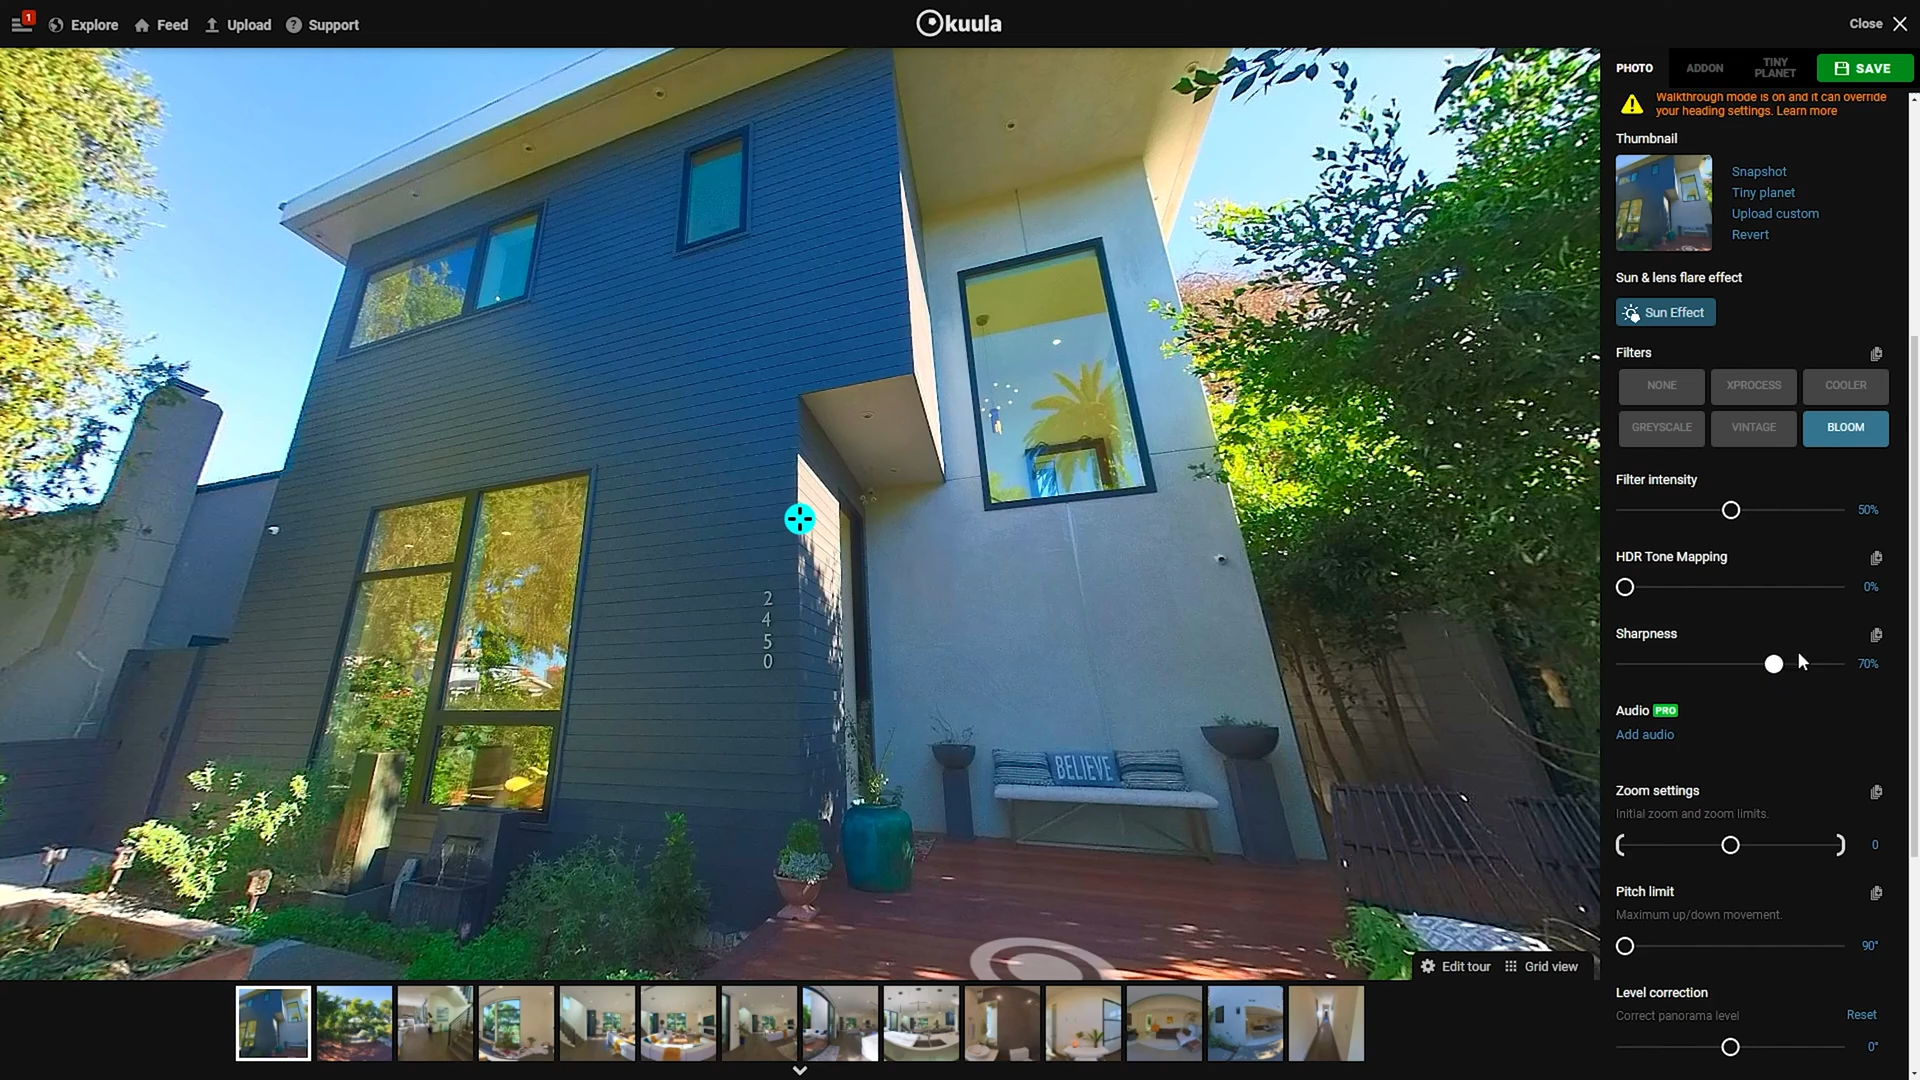 1
Explore
Feed
Upload
Support
kuula
Close
PHOTO
ADDON
TINY
PLANET
SAVE
Walkthrough mode is on and it can override
your heading settings. Learn more
Thumbnail
Snapshot
Tiny planet
Upload custom
Revert
Sun & lens flare effect
Sun Effect
Filters
NONE
XPROCESS
COOLER
GREYSCALE
VINTAGE
BLOOM
Filter intensity
50%
HDR Tone Mapping
0%
Sharpness
70%
Audio PRO
Add audio
Zoom settings
Initial zoom and zoom limits.
0
Pitch limit
Maximum up/down movement.
90°
Level correction
Correct panorama level
Reset
0°
2
4
5
0
BELIEVE
Edit tour
Grid view